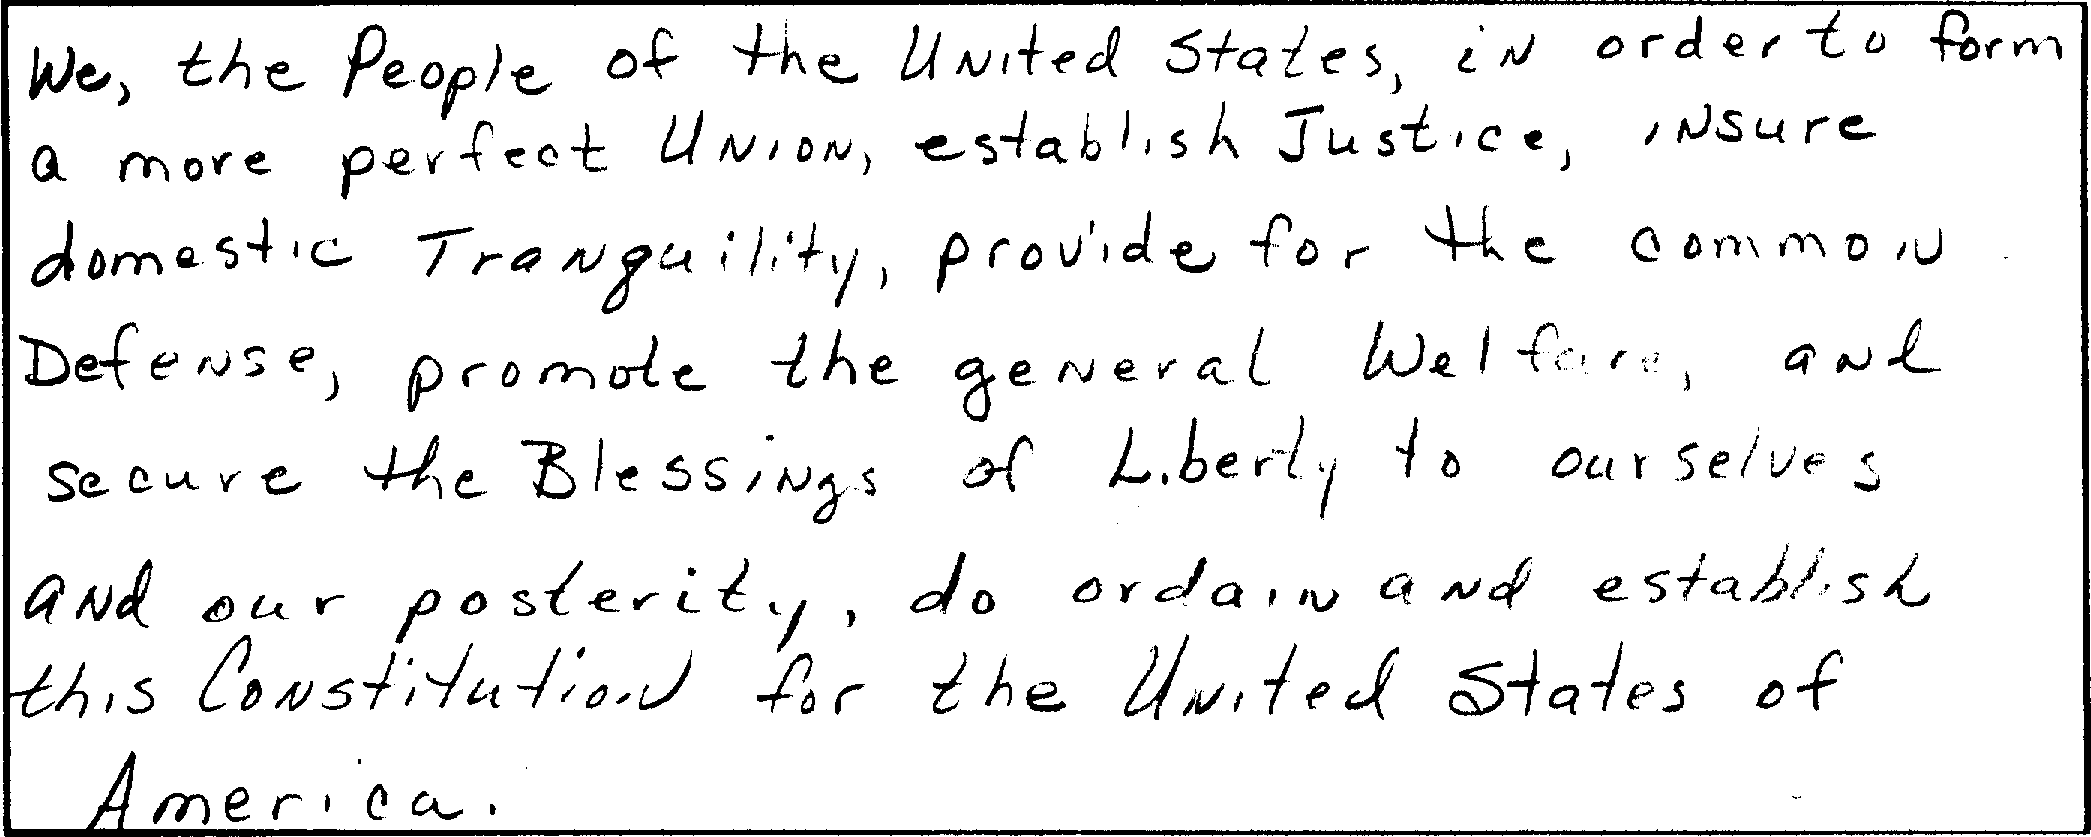 We, the People of the United States, in order to form
a more perfect Union, establish Justice, insure
domestic Tranquility, provide for the common
Defense, promote the general Welfare, and
secure the Blessings of Liberty to ourselves
and our posterity, do ordain and establish
this Constitution for the United States of
America.